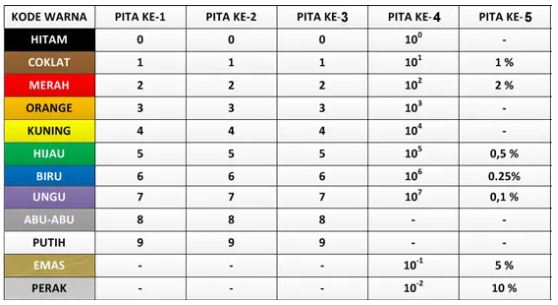 KODE WARNA PITA KE-1 PITA KE-2 PITA KE-3 PITA KE-4 PITA KE-5
HITAM 0 0 0 10⁰ -
COKLAT 1 1 1 10¹ 1 %
MERAH 2 2 2 10² 2 %
ORANGE 3 3 3 10³ -
KUNING 4 4 4 10⁴ -
HIJAU 5 5 5 10⁵ 0,5 %
BIRU 6 6 6 10⁶ 0.25%
UNGU 7 7 7 10⁷ 0,1 %
ABU-ABU 8 8 8 - -
PUTIH 9 9 9 - -
EMAS - - - 10⁻¹ 5 %
PERAK - - - 10⁻² 10 %